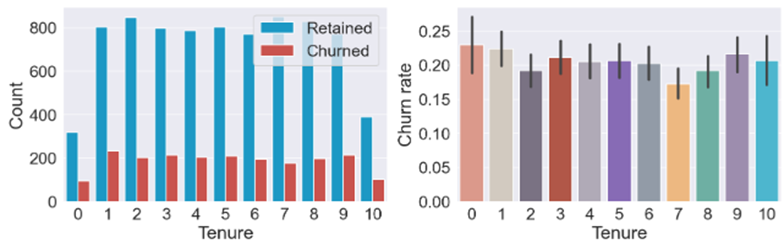 Retained
Churned
800
600
400
200
0
Count
0 1 2 3 4 5 6 7 8 9 10
Tenure
0.25
0.20
0.15
0.10
0.05
0.00
Churn rate
0 1 2 3 4 5 6 7 8 9 10
Tenure